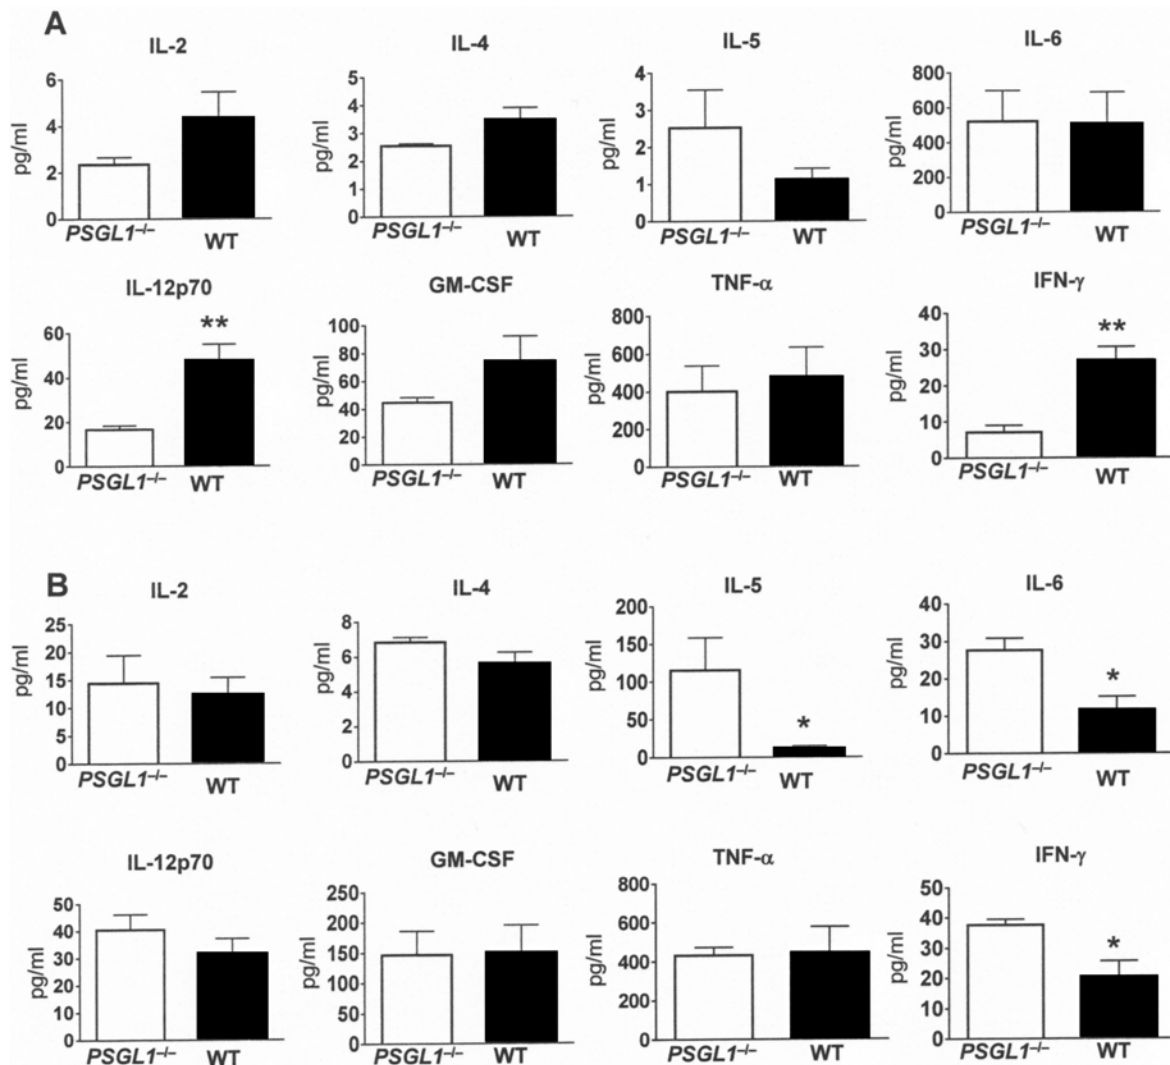 A
IL-2
IL-4
IL-5
IL-6
pg/ml
6
4
2
0
PSGL1–/–
WT
pg/ml
5
4
3
2
1
0
PSGL1–/–
WT
pg/ml
4
3
2
1
0
PSGL1–/–
WT
pg/ml
800
600
400
200
0
PSGL1–/–
WT
IL-12p70
GM-CSF
TNF-α
IFN-γ
pg/ml
60
40
20
0
**
PSGL1–/–
WT
pg/ml
100
80
60
40
20
0
PSGL1–/–
WT
pg/ml
800
600
400
200
0
PSGL1–/–
WT
pg/ml
40
30
20
10
0
**
PSGL1–/–
WT
B
IL-2
IL-4
IL-5
IL-6
pg/ml
25
20
15
10
5
0
PSGL1–/–
WT
pg/ml
8
6
4
2
0
PSGL1–/–
WT
pg/ml
200
150
100
50
0
*
PSGL1–/–
WT
pg/ml
40
30
20
10
0
*
PSGL1–/–
WT
IL-12p70
GM-CSF
TNF-α
IFN-γ
pg/ml
50
40
30
20
10
0
PSGL1–/–
WT
pg/ml
250
200
150
100
50
0
PSGL1–/–
WT
pg/ml
800
600
400
200
0
PSGL1–/–
WT
pg/ml
50
40
30
20
10
0
*
PSGL1–/–
WT